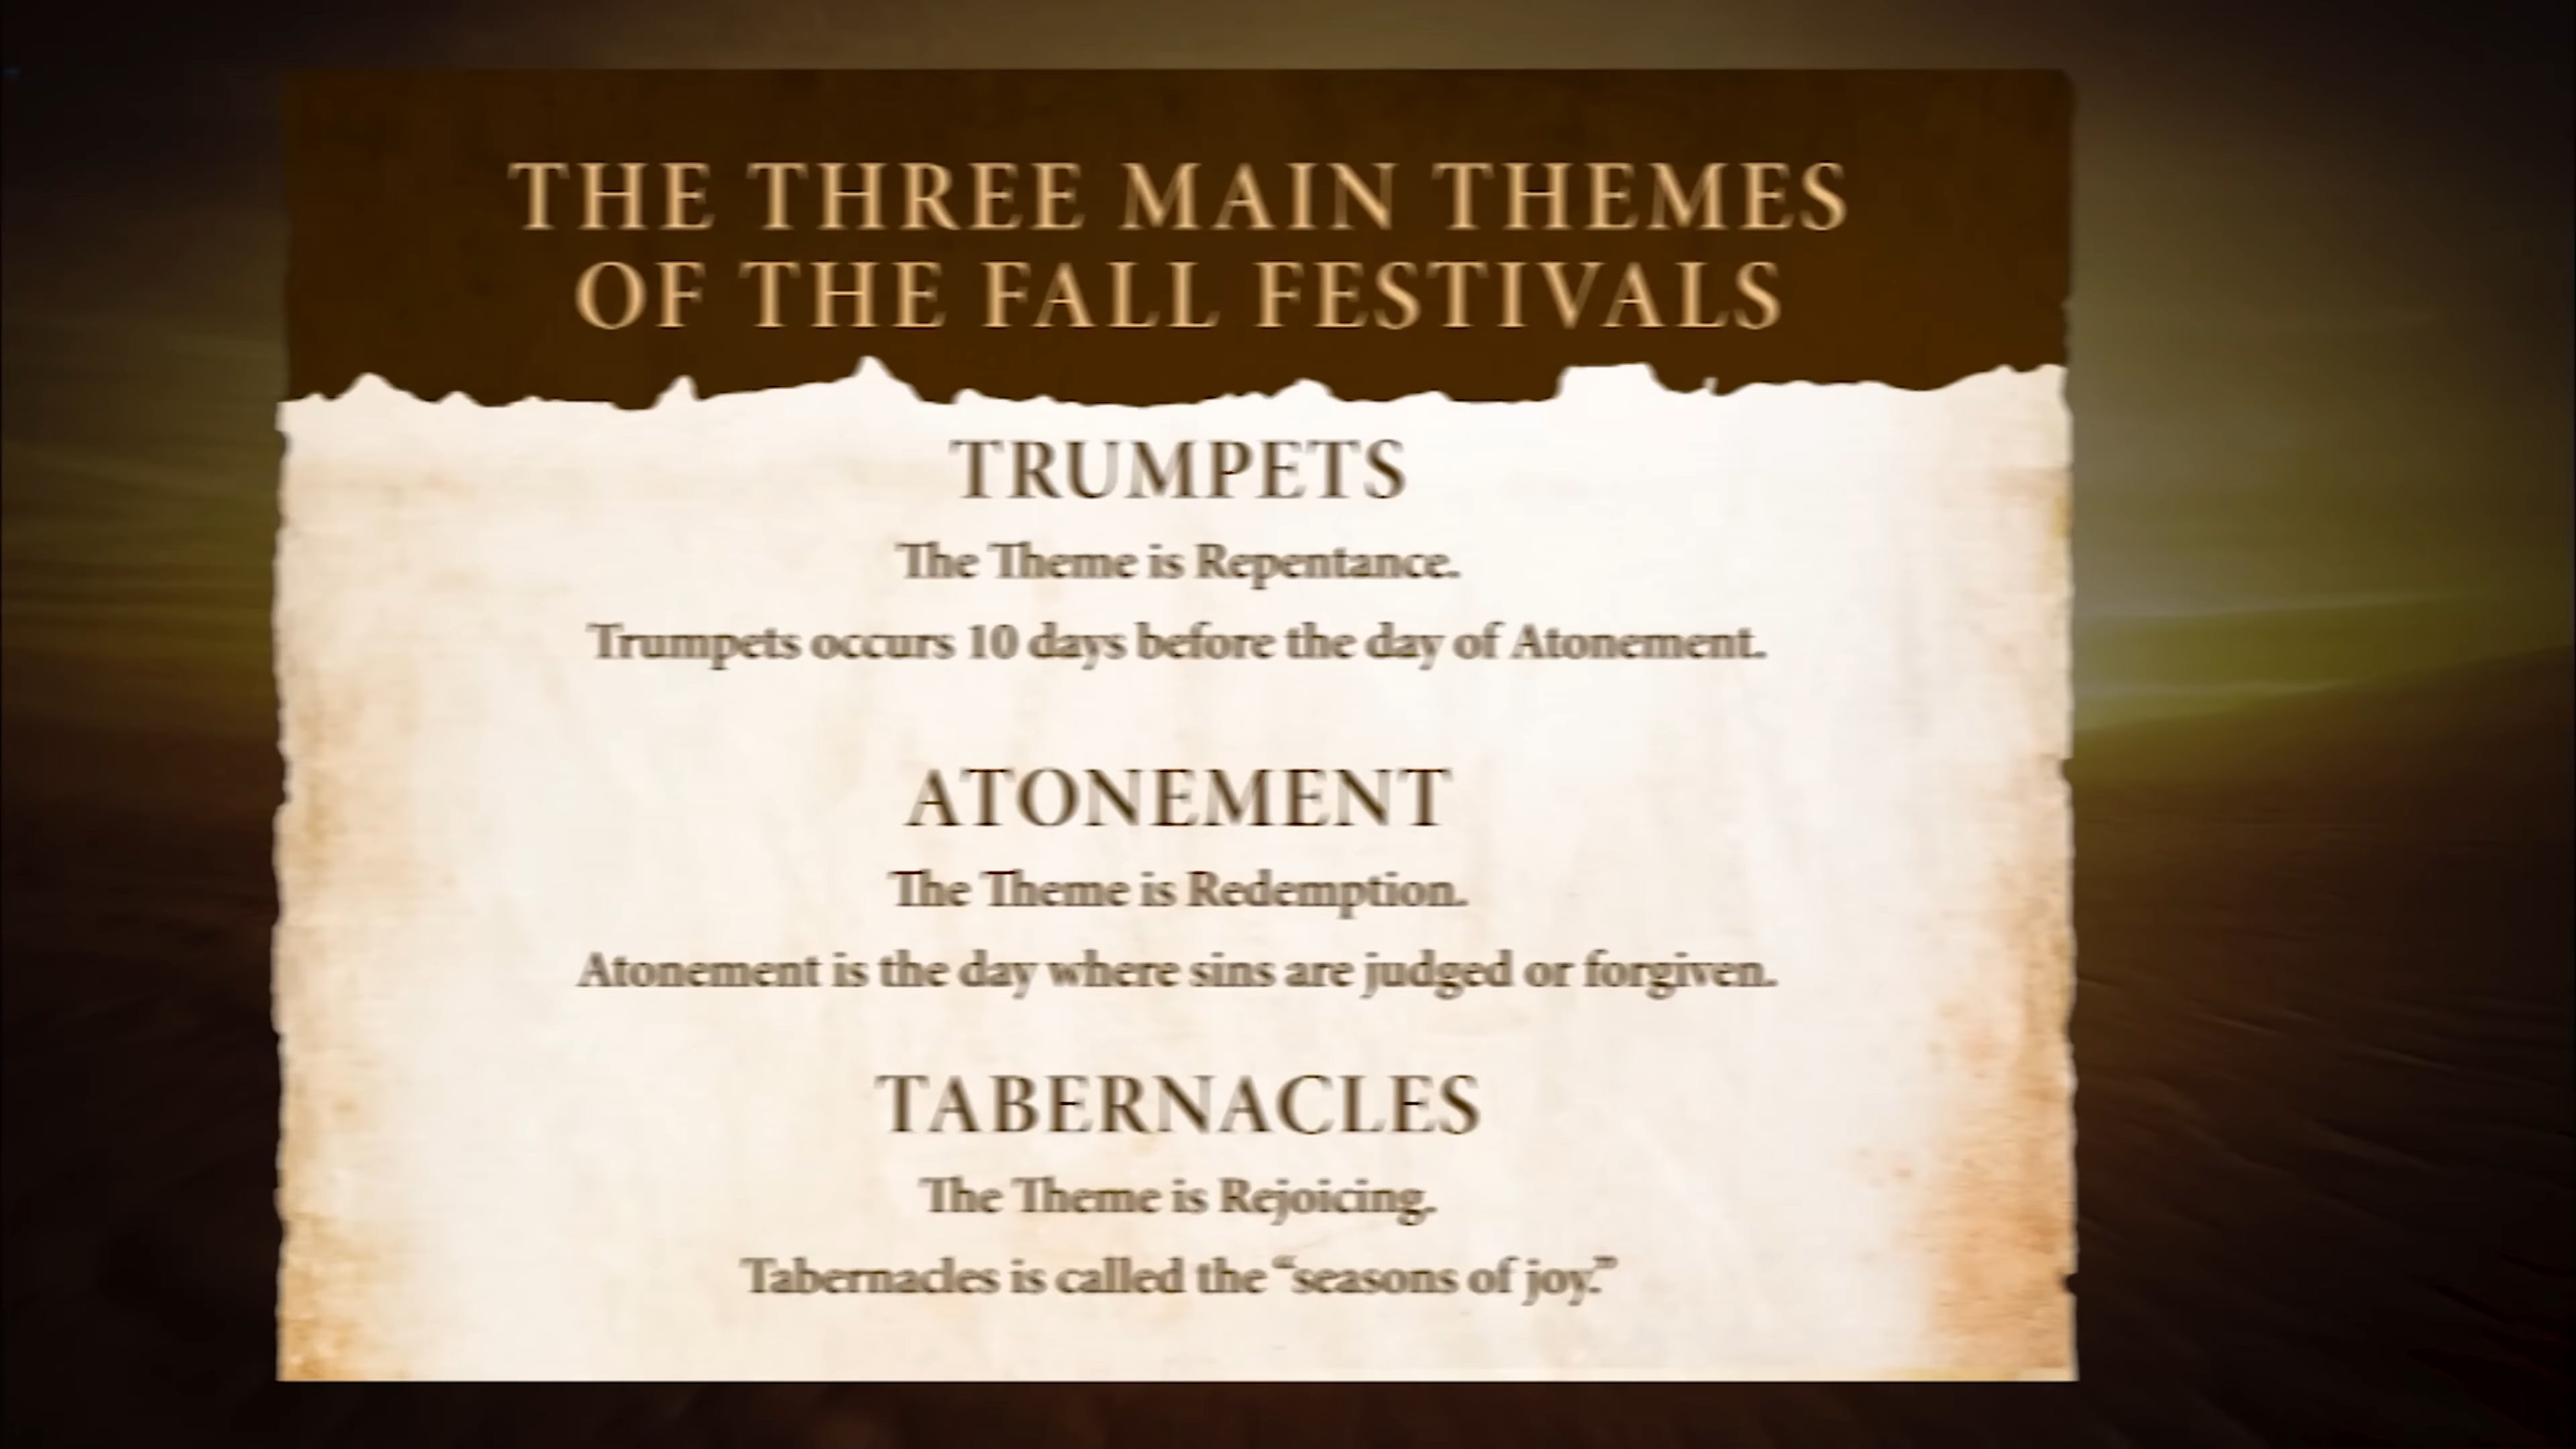 THE THREE MAIN THEMES
OF THE FALL FESTIVALS
TRUMPETS
The Theme is Repentance.
Trumpets occurs 10 days before the day of Atonement.
ATONEMENT
The Theme is Redemption.
Atonement is the day where sins are judged or forgiven.
TABERNACLES
The Theme is Rejoicing.
Tabernacles is called the “seasons of joy.”